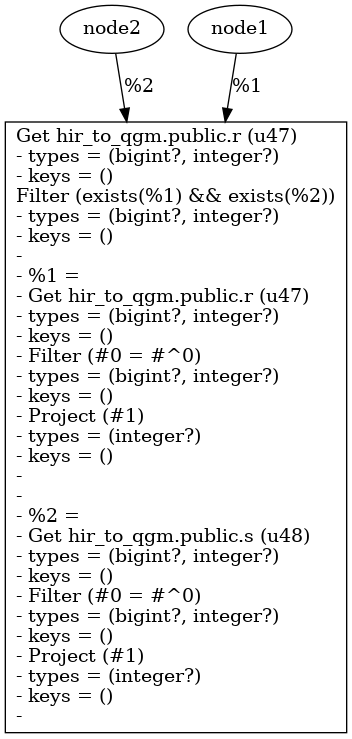 node2
node1
%2
%1
Get hir_to_qgm.public.r (u47)
- types = (bigint?, integer?)
- keys = ()
Filter (exists(%1) && exists(%2))
- types = (bigint?, integer?)
- keys = ()
-
- %1 =
- Get hir_to_qgm.public.r (u47)
- types = (bigint?, integer?)
- keys = ()
- Filter (#0 = #^0)
- types = (bigint?, integer?)
- keys = ()
- Project (#1)
- types = (integer?)
- keys = ()
-
-
- %2 =
- Get hir_to_qgm.public.s (u48)
- types = (bigint?, integer?)
- keys = ()
- Filter (#0 = #^0)
- types = (bigint?, integer?)
- keys = ()
- Project (#1)
- types = (integer?)
- keys = ()
-